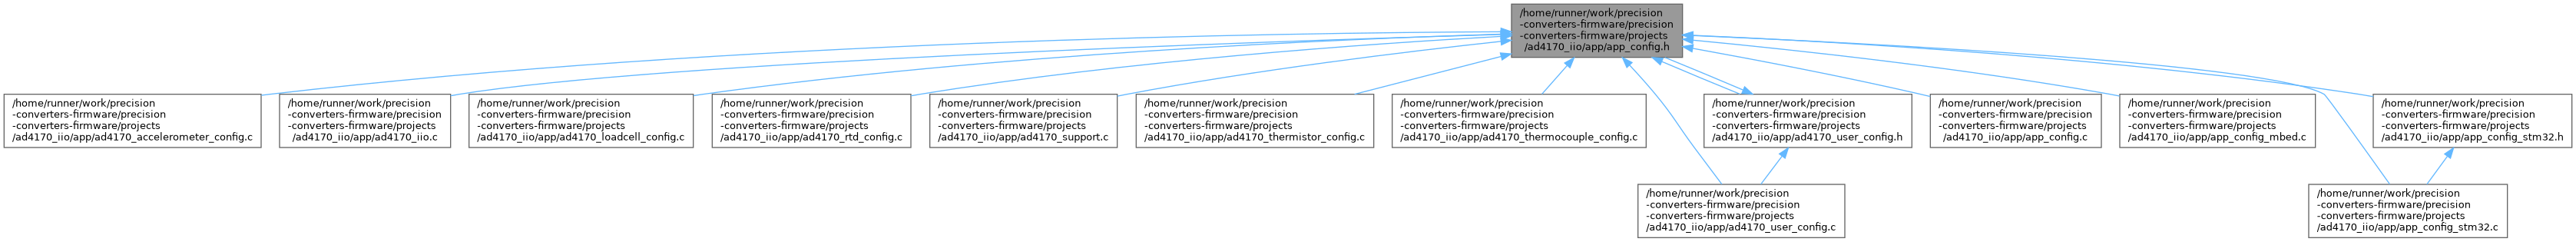 /home/runner/work/precision
-converters-firmware/precision
-converters-firmware/projects
/ad4170_iio/app/app_config.h
/home/runner/work/precision
-converters-firmware/precision
-converters-firmware/projects
/ad4170_iio/app/ad4170_accelerometer_config.c
/home/runner/work/precision
-converters-firmware/precision
-converters-firmware/projects
/ad4170_iio/app/ad4170_iio.c
/home/runner/work/precision
-converters-firmware/precision
-converters-firmware/projects
/ad4170_iio/app/ad4170_loadcell_config.c
/home/runner/work/precision
-converters-firmware/precision
-converters-firmware/projects
/ad4170_iio/app/ad4170_rtd_config.c
/home/runner/work/precision
-converters-firmware/precision
-converters-firmware/projects
/ad4170_iio/app/ad4170_support.c
/home/runner/work/precision
-converters-firmware/precision
-converters-firmware/projects
/ad4170_iio/app/ad4170_thermistor_config.c
/home/runner/work/precision
-converters-firmware/precision
-converters-firmware/projects
/ad4170_iio/app/ad4170_thermocouple_config.c
/home/runner/work/precision
-converters-firmware/precision
-converters-firmware/projects
/ad4170_iio/app/ad4170_user_config.h
/home/runner/work/precision
-converters-firmware/precision
-converters-firmware/projects
/ad4170_iio/app/app_config.c
/home/runner/work/precision
-converters-firmware/precision
-converters-firmware/projects
/ad4170_iio/app/app_config_mbed.c
/home/runner/work/precision
-converters-firmware/precision
-converters-firmware/projects
/ad4170_iio/app/app_config_stm32.h
/home/runner/work/precision
-converters-firmware/precision
-converters-firmware/projects
/ad4170_iio/app/ad4170_user_config.c
/home/runner/work/precision
-converters-firmware/precision
-converters-firmware/projects
/ad4170_iio/app/app_config_stm32.c